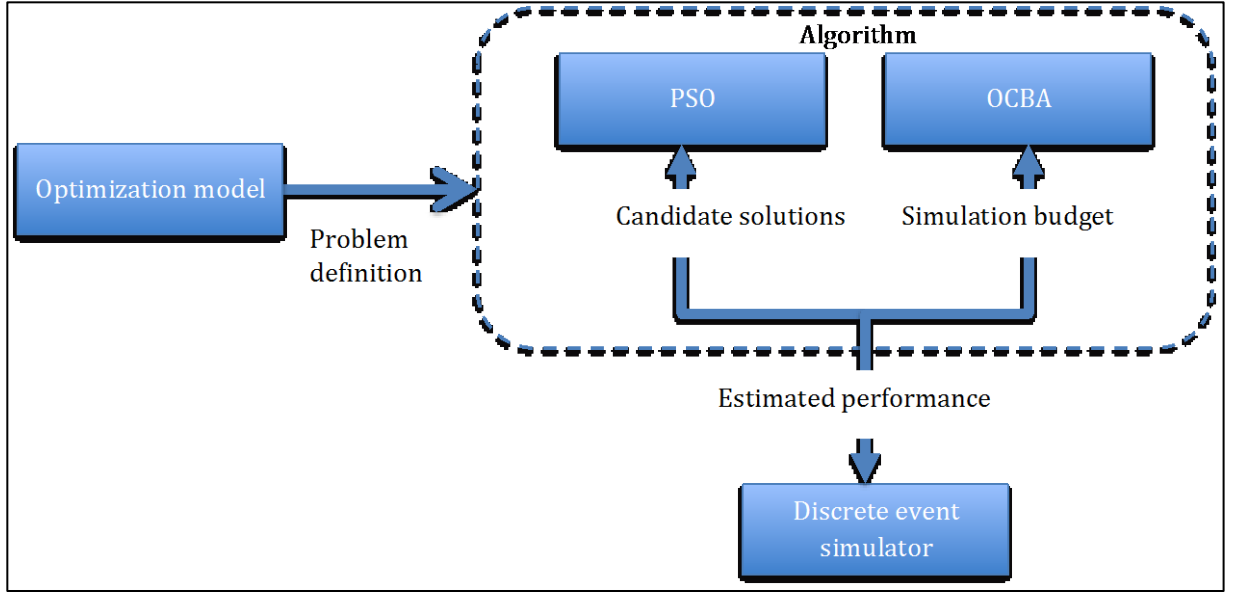 Algorithm
PSO
OCBA
Optimization model
Candidate solutions
Simulation budget
Problem
definition
Estimated performance
Discrete event
simulator